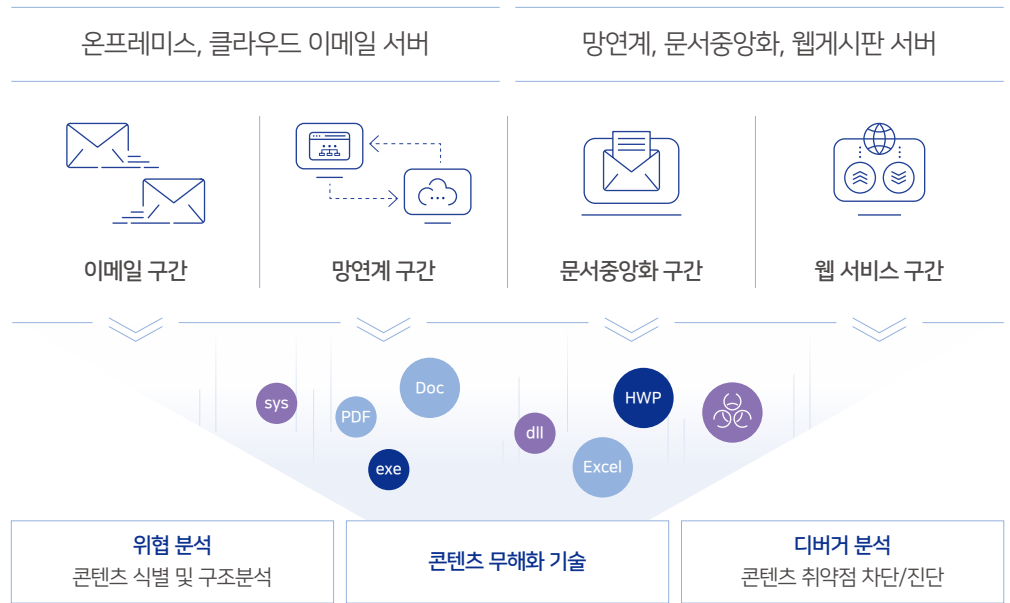 온프레미스, 클라우드 이메일 서버
망연계, 문서중앙화, 웹게시판 서버
이메일 구간
망연계 구간
문서중앙화 구간
웹 서비스 구간
sys
PDF
Doc
exe
dll
Excel
HWP
위협 분석
콘텐츠 식별 및 구조분석
콘텐츠 무해화 기술
디버거 분석
콘텐츠 취약점 차단/진단